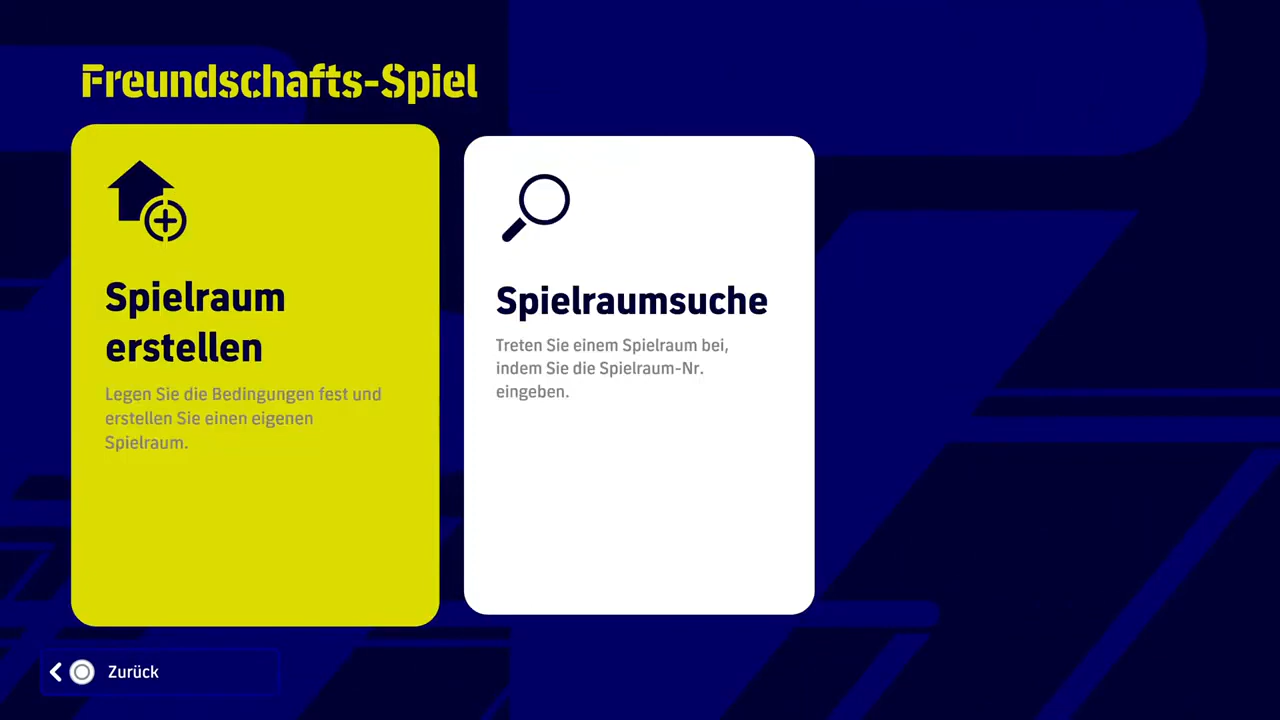 Freundschafts-Spiel
Spielraum
erstellen
Legen Sie die Bedingungen fest und
erstellen Sie einen eigenen
Spielraum.
Spielraumsuche
Treten Sie einem Spielraum bei,
indem Sie die Spielraum-Nr.
eingeben.
Zurück